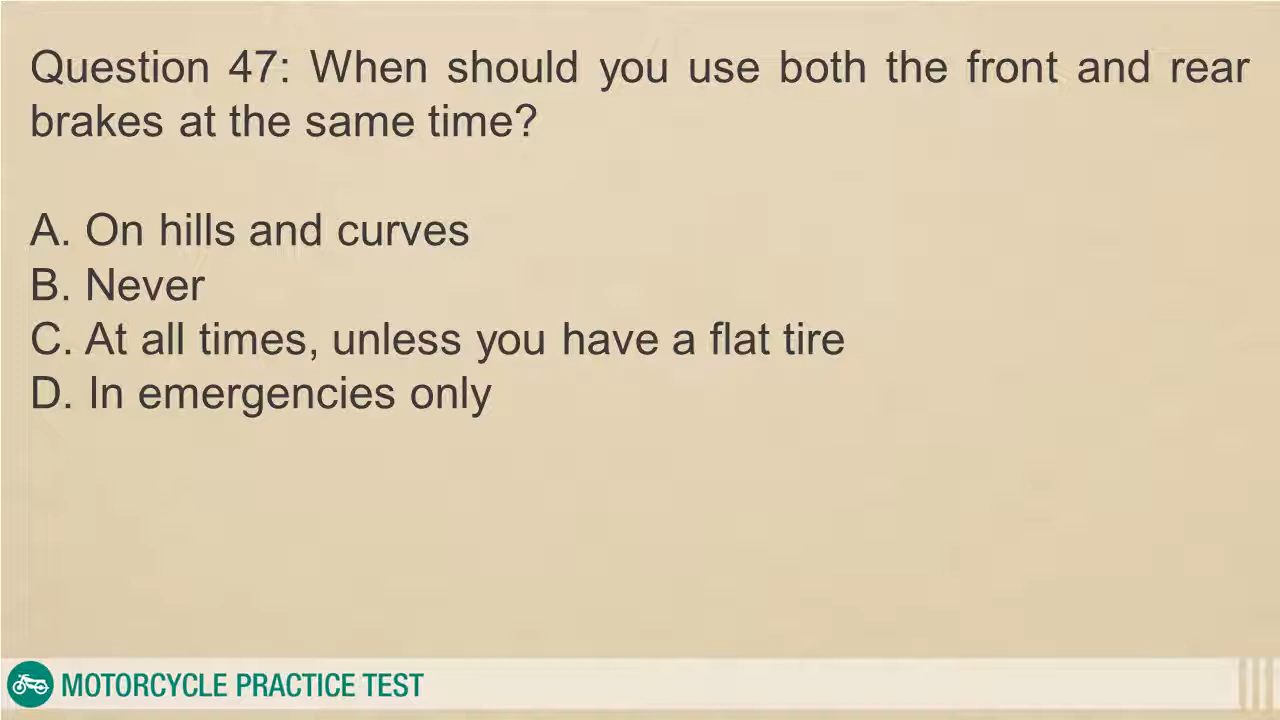 Question 47: When should you use both the front and rear
brakes at the same time?
A. On hills and curves
B. Never
C. At all times, unless you have a flat tire
D. In emergencies only
MOTORCYCLE PRACTICE TEST